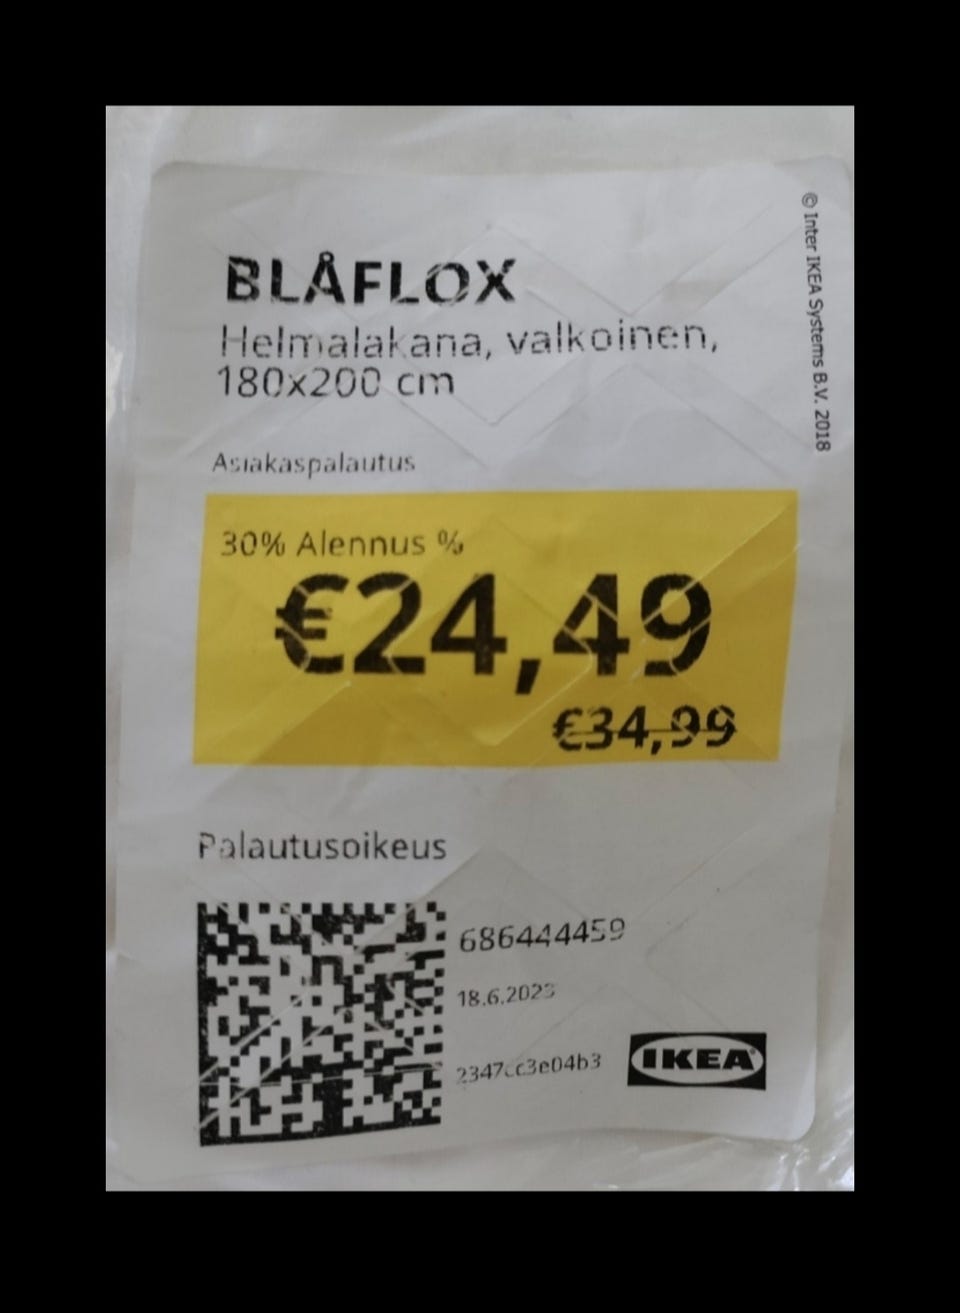 BLÅFLOX
Helmalakana, valkoinen,
180x200 cm
Asiakaspalautus
30% Alennus %
€24,49
€34,99
Palautusoikeus
686444459
18.6.2023
2347cc3e04b3
IKEA
© Inter IKEA Systems B.V. 2018